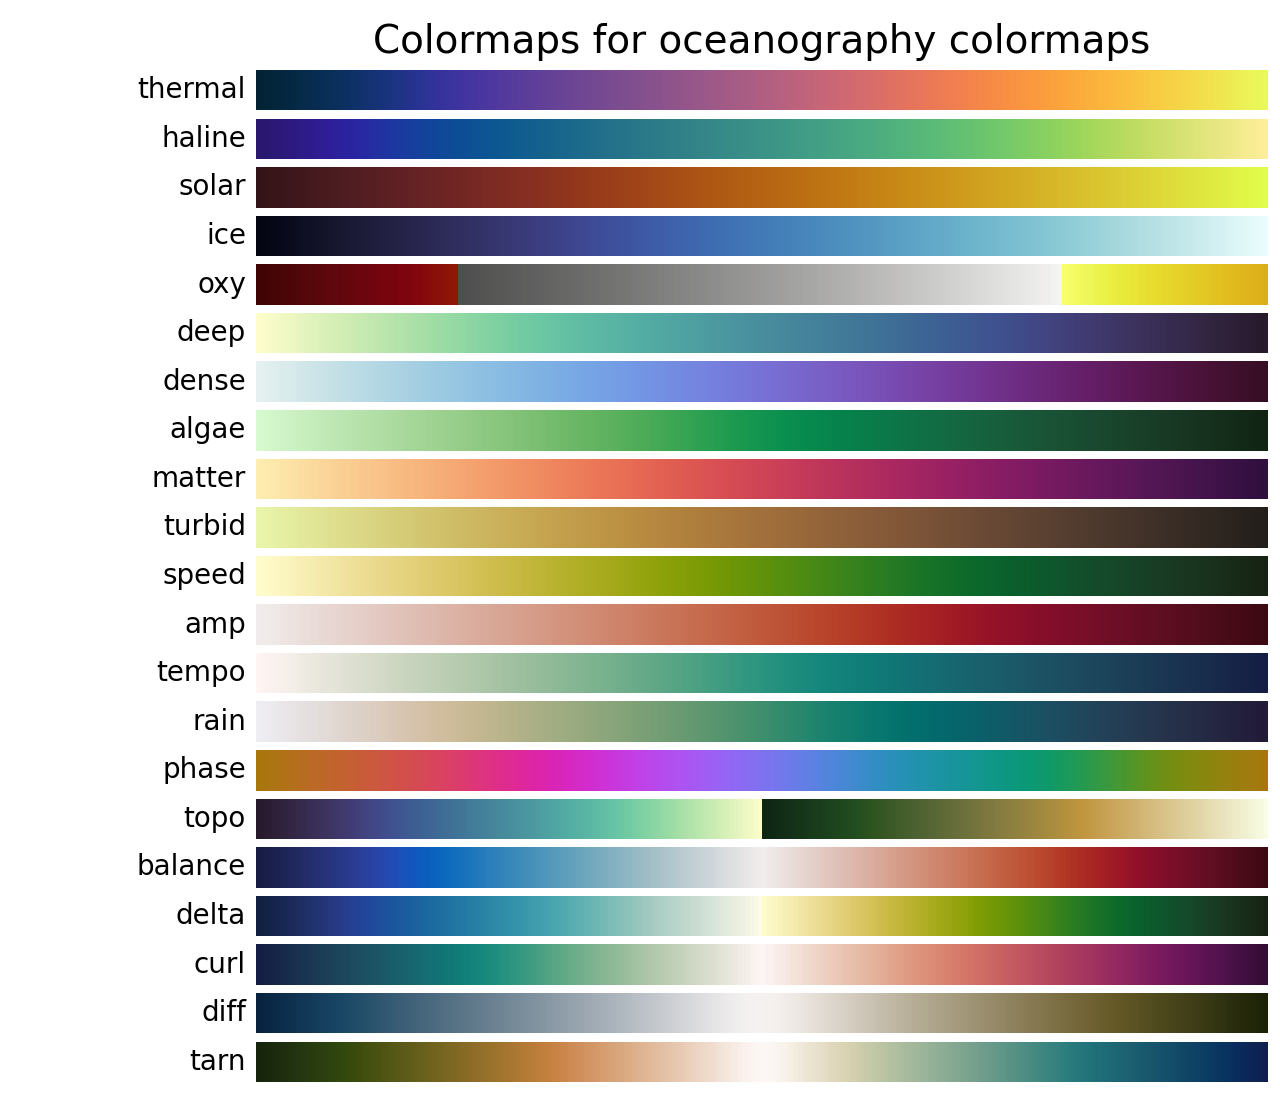 Colormaps for oceanography colormaps
thermal
haline
solar
ice
oxy
deep
dense
algae
matter
turbid
speed
amp
tempo
rain
phase
topo
balance
delta
curl
diff
tarn